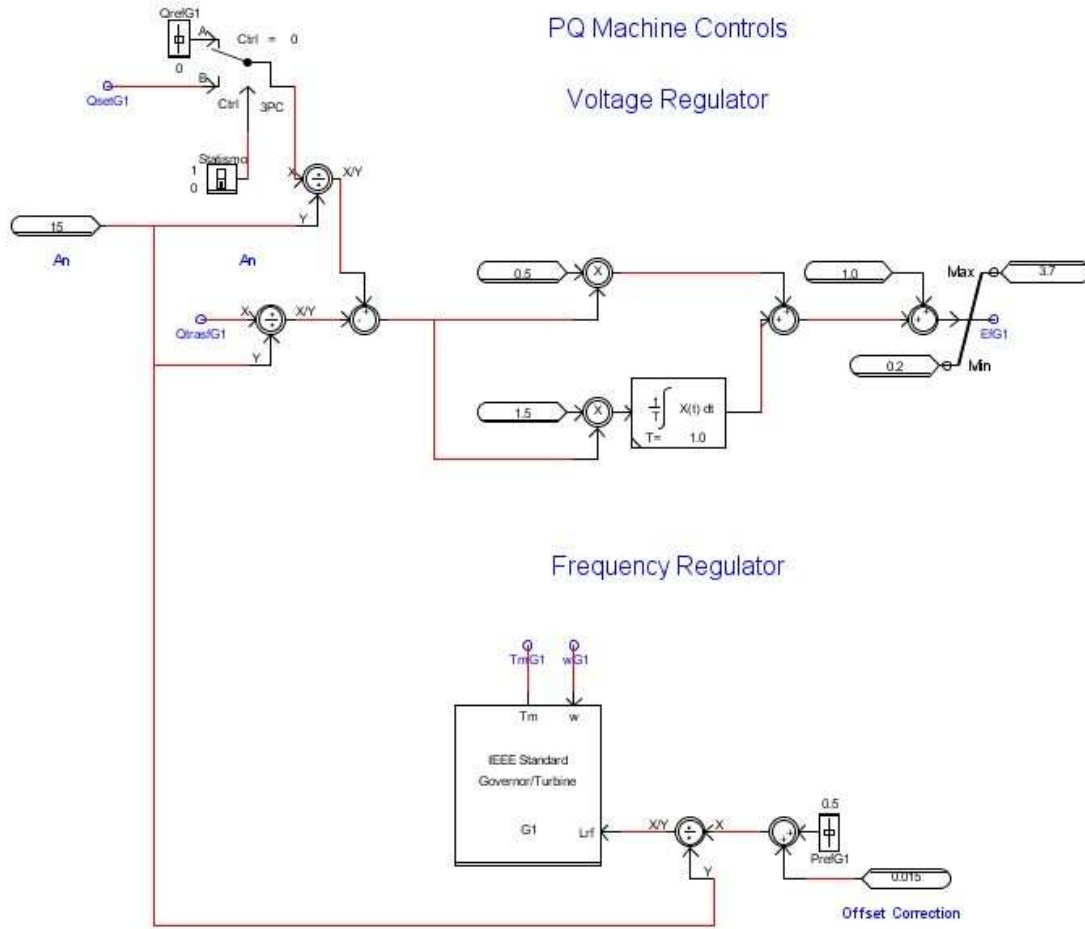 PQ Machine Controls
Voltage Regulator
QrefG1
0
A
Ctrl = 0
B
QsetG1
Ctrl
3PC
Statismo
1
0
X
X/Y
Y
15
An
An
QtrasfG1
X
X/Y
Y
+
-
0.5
X
1.5
X
1
T
X(t) dt
T= 1.0
+
+
1.0
+
+
Max
3.7
EfG1
0.2
Min
Frequency Regulator
TmG1
wG1
Tm
w
IEEE Standard
Governor/Turbine
G1
Lrf
X/Y
X
Y
+
+
0.5
PrefG1
0.015
Offset Correction